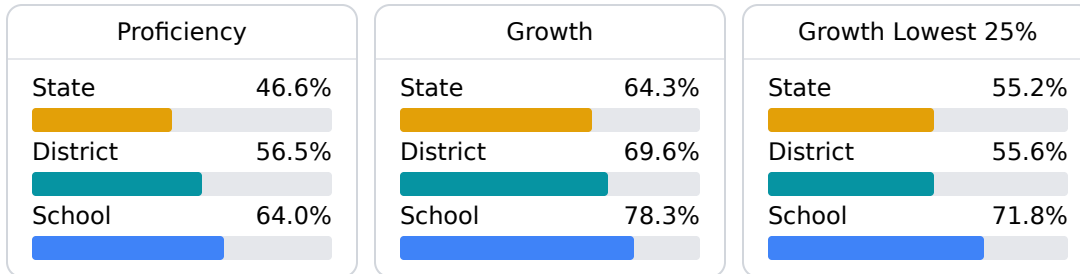 Proficiency
State 46.6%
District 56.5%
School 64.0%
Growth
State 64.3%
District 69.6%
School 78.3%
Growth Lowest 25%
State 55.2%
District 55.6%
School 71.8%